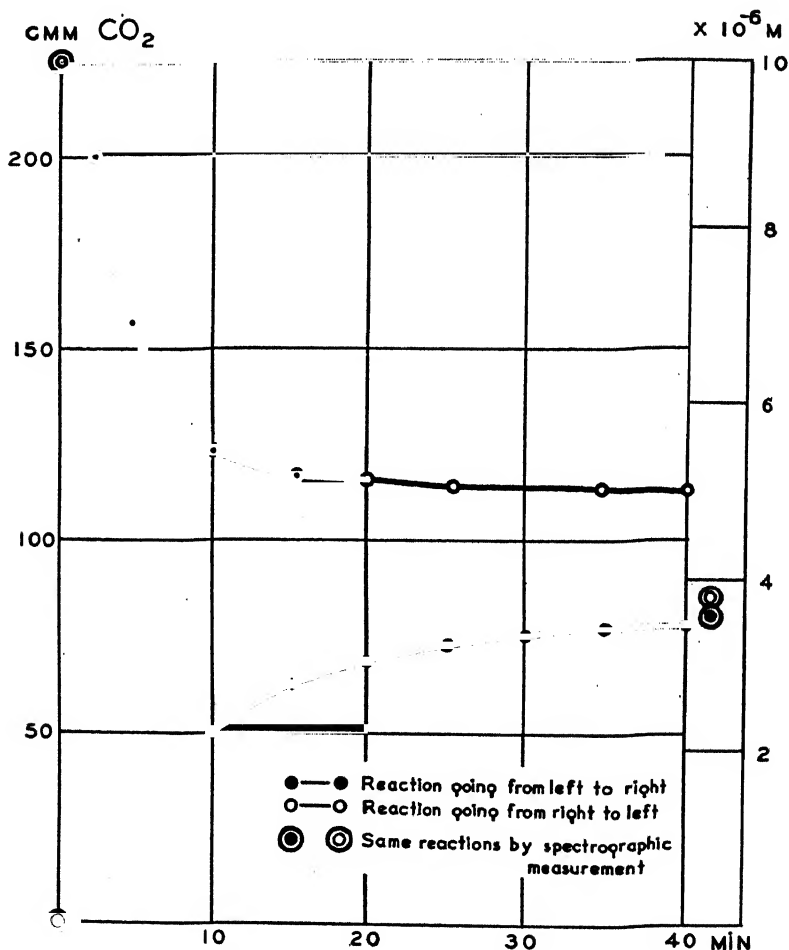 CMM CO2
× 10⁻⁶ M
10
200
8
150
6
100
4
50
2
Reaction going from left to right
Reaction going from right to left
Same reactions by spectrographic
measurement
10 20 30 40 MIN